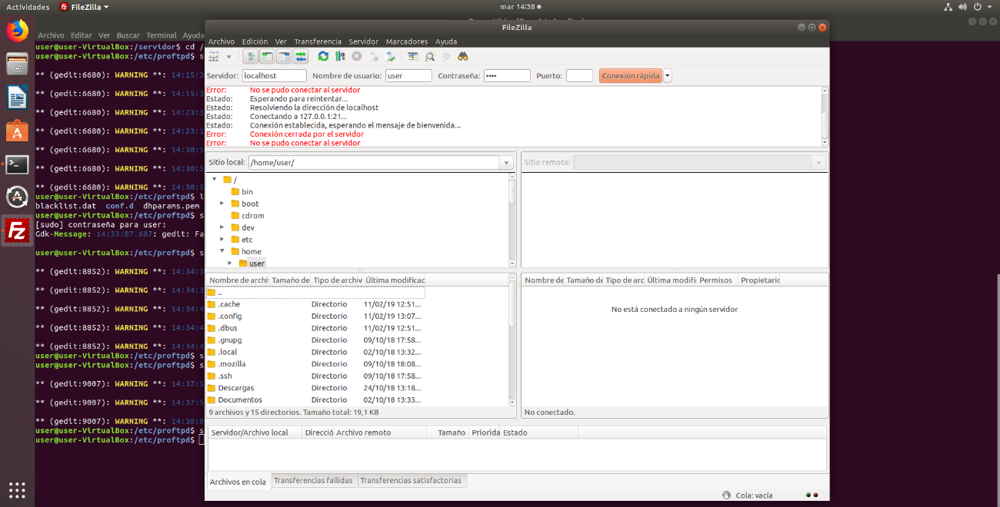 Actividades FileZilla mar 14:38
Archivo Editar Ver Buscar Terminal Ayuda
FileZilla
Archivo Edición Ver Transferencia Servidor Marcadores Ayuda
Servidor: localhost Nombre de usuario: user Contraseña: •••• Puerto: Conexión rápida
Error: No se pudo conectar al servidor
Estado: Esperando para reintentar...
Estado: Resolviendo la dirección de localhost
Estado: Conectando a 127.0.0.1:21...
Estado: Conexión establecida, esperando el mensaje de bienvenida...
Error: Conexión cerrada por el servidor
Error: No se pudo conectar al servidor
Sitio local: /home/user/
Sitio remoto:
/
bin
boot
cdrom
dev
etc
home
user
Nombre de archi Tamaño de Tipo de archiv Última modificac
..
.cache Directorio 11/02/19 12:51...
.config Directorio 11/02/19 13:07...
.dbus Directorio 11/02/19 12:51...
.gnupg Directorio 09/10/18 17:58...
.local Directorio 02/10/18 13:32...
.mozilla Directorio 09/10/18 18:08...
.ssh Directorio 09/10/18 17:58...
Descargas Directorio 24/10/18 13:18...
Documentos Directorio 02/10/18 13:33...
9 archivos y 15 directorios. Tamaño total: 19,1 KB
Nombre de Tamaño de Tipo de arc Última modifi Permisos Propietaric
No está conectado a ningún servidor
No conectado.
Servidor/Archivo local Direcció Archivo remoto Tamaño Priorida Estado
Archivos en cola Transferencias fallidas Transferencias satisfactorias
Cola: vacía
user@user-VirtualBox:/servidor$ cd /
user@user-VirtualBox:/etc/proftpd$ s
** (gedit:6680): WARNING **: 14:15:3
** (gedit:6680): WARNING **: 14:15:3
** (gedit:6680): WARNING **: 14:23:1
** (gedit:6680): WARNING **: 14:23:1
** (gedit:6680): WARNING **: 14:30:5
** (gedit:6680): WARNING **: 14:30:5
** (gedit:6680): WARNING **: 14:30:5
user@user-VirtualBox:/etc/proftpd$ l
blacklist.dat conf.d dhparams.pem
user@user-VirtualBox:/etc/proftpd$ s
[sudo] contraseña para user:
Gdk-Message: 14:33:07.687: gedit: Fa
user@user-VirtualBox:/etc/proftpd$ s
** (gedit:8852): WARNING **: 14:34:3
** (gedit:8852): WARNING **: 14:34:3
** (gedit:8852): WARNING **: 14:34:4
** (gedit:8852): WARNING **: 14:34:4
** (gedit:8852): WARNING **: 14:34:4
user@user-VirtualBox:/etc/proftpd$ s
user@user-VirtualBox:/etc/proftpd$ s
** (gedit:9007): WARNING **: 14:37:5
** (gedit:9007): WARNING **: 14:37:5
** (gedit:9007): WARNING **: 14:38:0
user@user-VirtualBox:/etc/proftpd$ s
user@user-VirtualBox:/etc/proftpd$